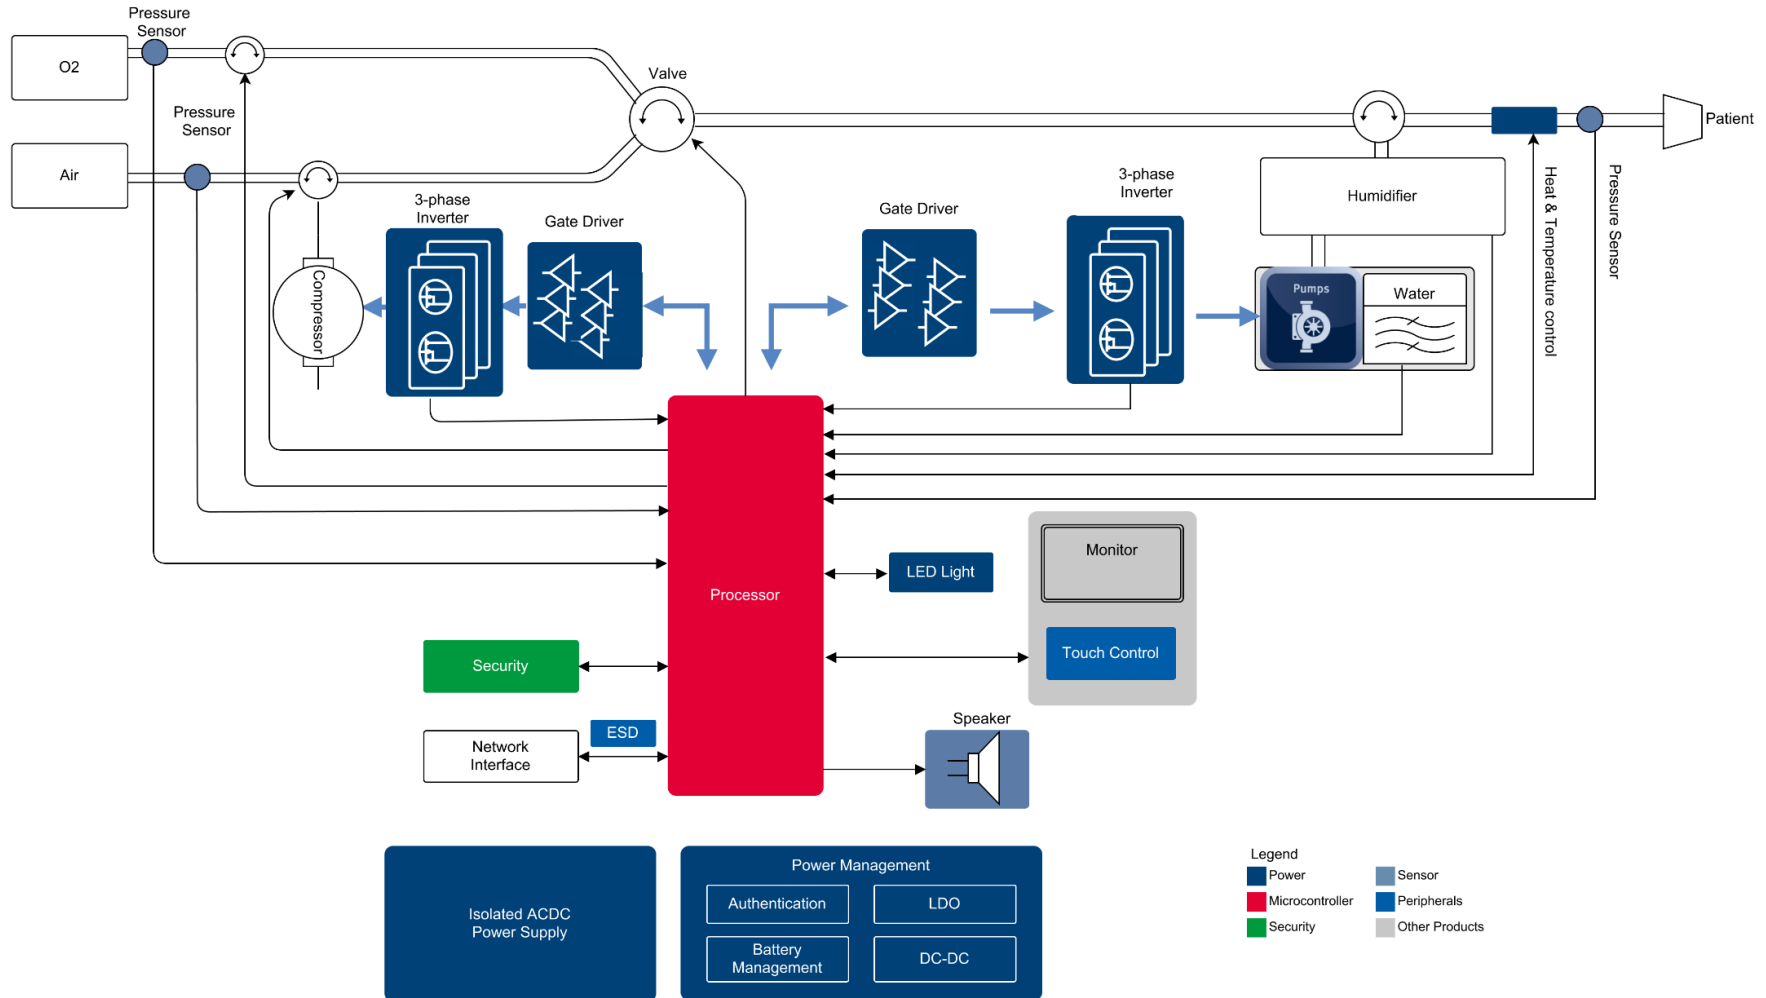 Pressure
Sensor
O2
Valve
Pressure
Sensor
Patient
Air
3-phase
Inverter
Gate Driver
Gate Driver
3-phase
Inverter
Humidifier
Heat & Temperature control
Pressure Sensor
Compressor
Pumps
Water
Processor
LED Light
Monitor
Touch Control
Security
ESD
Network
Interface
Speaker
Isolated ACDC
Power Supply
Power Management
Authentication
LDO
Battery
Management
DC-DC
Legend
Power
Sensor
Microcontroller
Peripherals
Security
Other Products